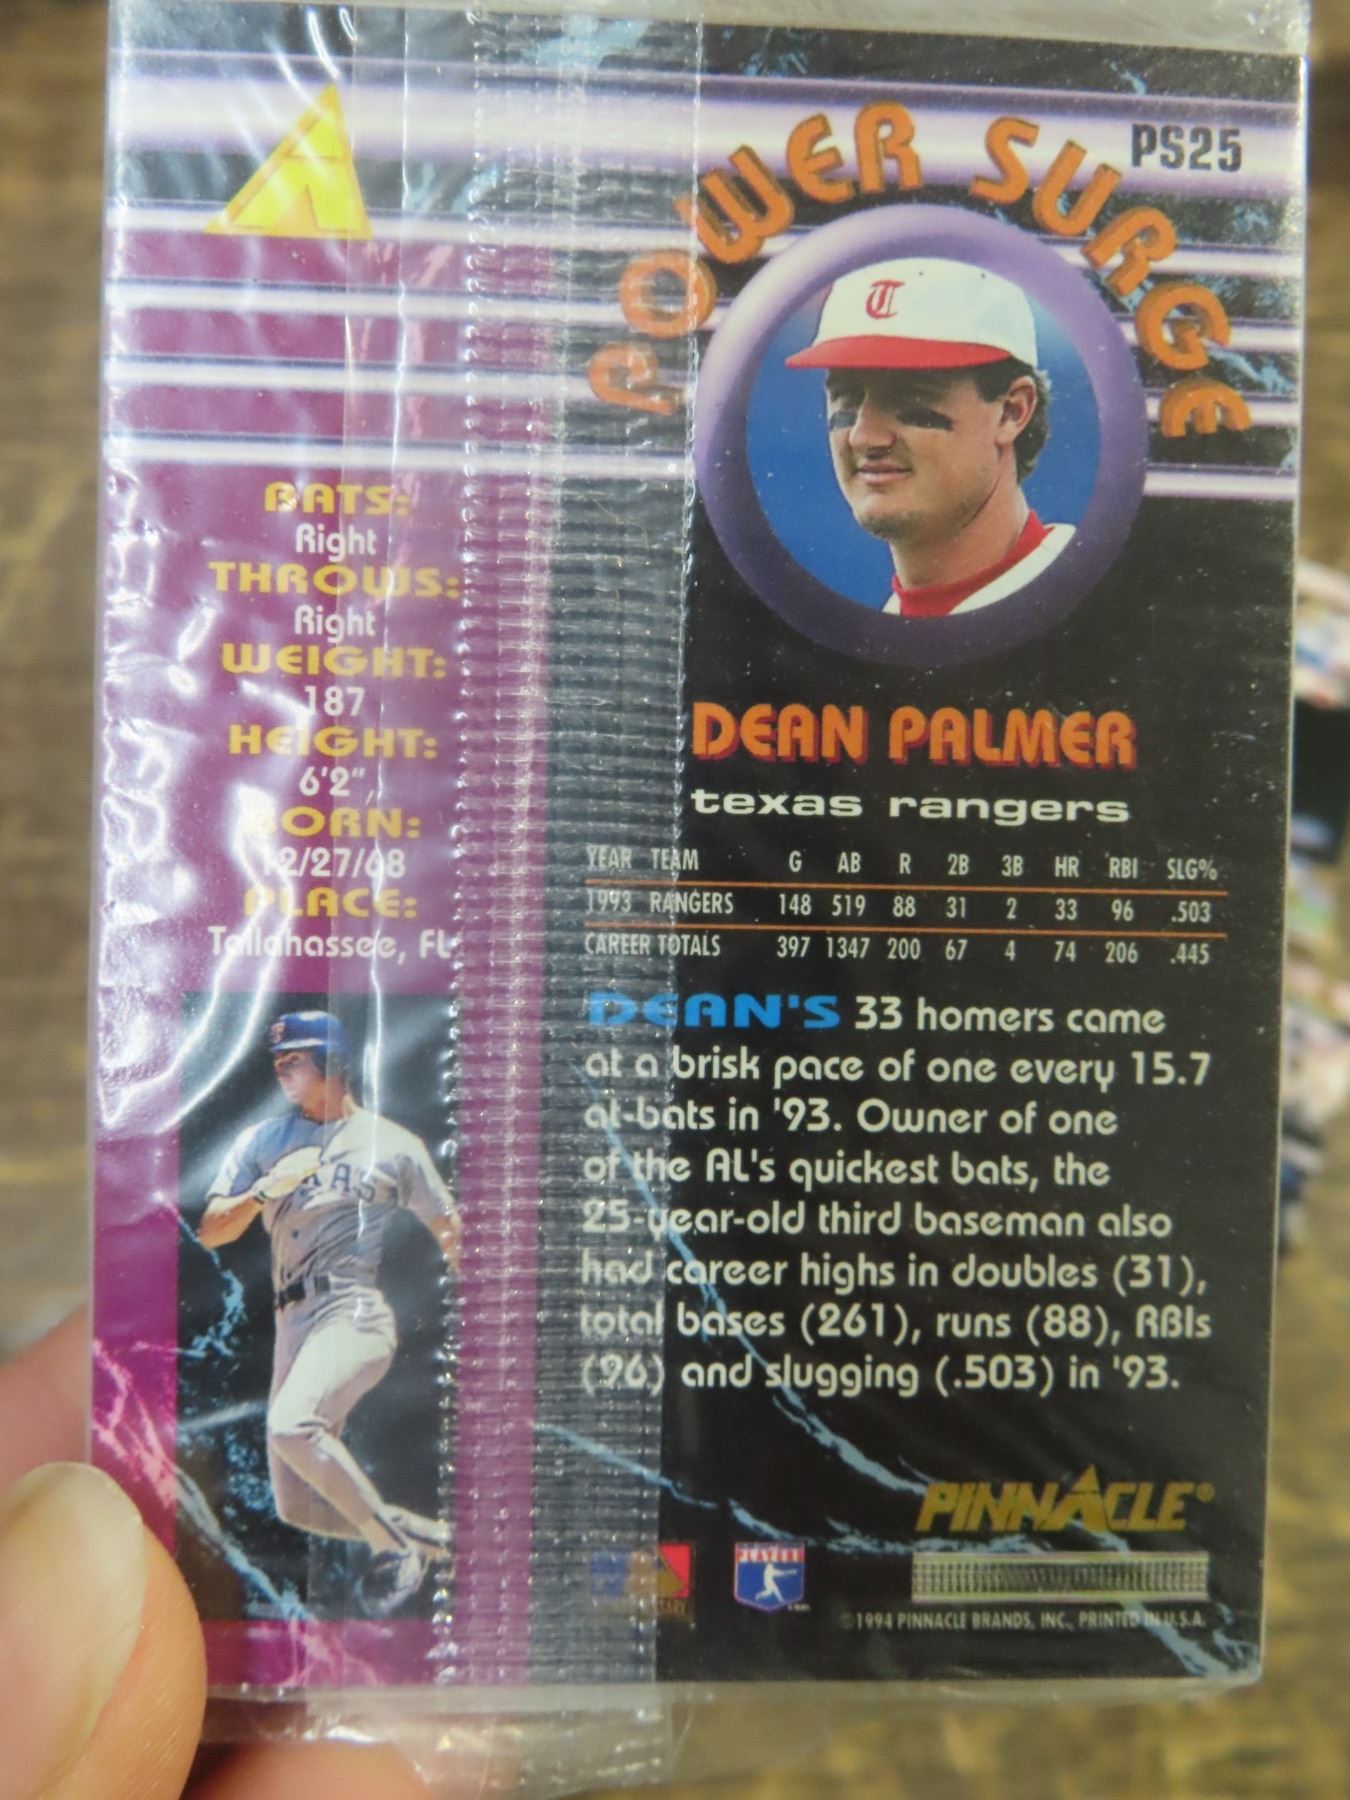 PS25
POWER SURGE
BATS:
Right
THROWS:
Right
WEIGHT:
187
HEIGHT:
6'2",
BORN:
12/27/68
PLACE:
Tallahassee, FL
T
DEAN PALMER
texas rangers
YEAR TEAM G AB R 2B 3B HR RBI SLG%
1993 RANGERS 148 519 88 31 2 33 96 .503
CAREER TOTALS 397 1347 200 67 4 74 206 .445
DEAN'S 33 homers came
at a brisk pace of one every 15.7
at-bats in '93. Owner of one
of the AL's quickest bats, the
25-year-old third baseman also
had career highs in doubles (31),
total bases (261), runs (88), RBIs
(96) and slugging (.503) in '93.
PINNACLE®
PLAYERS
©1994 PINNACLE BRANDS, INC., PRINTED IN U.S.A.